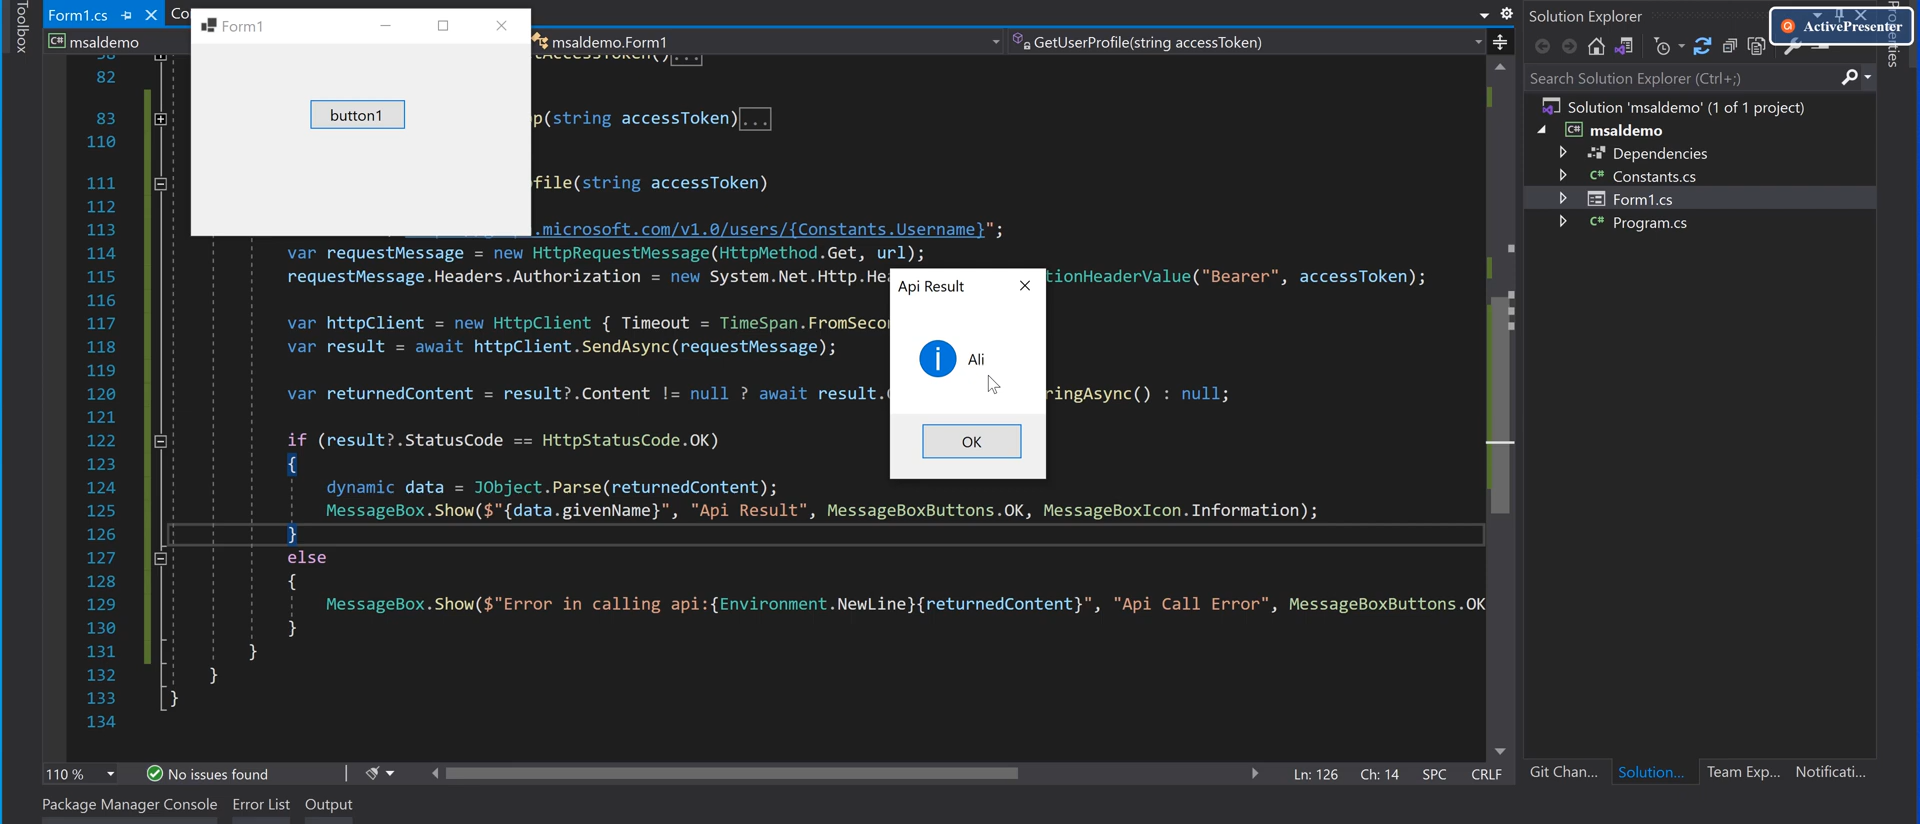 Toolbox
Form1.cs
Co
msaldemo
msaldemo.Form1
GetUserProfile(string accessToken)
Form1
button1
82
83
p(string accessToken)...
110
111
file(string accessToken)
112
113
.microsoft.com/v1.0/users/{Constants.Username}";
114
var requestMessage = new HttpRequestMessage(HttpMethod.Get, url);
115
requestMessage.Headers.Authorization = new System.Net.Http.He
tionHeaderValue("Bearer", accessToken);
116
117
var httpClient = new HttpClient { Timeout = TimeSpan.FromSeco
118
var result = await httpClient.SendAsync(requestMessage);
119
120
var returnedContent = result?.Content != null ? await result.
ringAsync() : null;
121
122
if (result?.StatusCode == HttpStatusCode.OK)
123
{
124
dynamic data = JObject.Parse(returnedContent);
125
MessageBox.Show($"{data.givenName}", "Api Result", MessageBoxButtons.OK, MessageBoxIcon.Information);
126
}
127
else
128
{
129
MessageBox.Show($"Error in calling api:{Environment.NewLine}{returnedContent}", "Api Call Error", MessageBoxButtons.OK
130
}
131
}
132
}
133
}
134
Api Result
Ali
OK
110 %
No issues found
Ln: 126
Ch: 14
SPC
CRLF
Package Manager Console
Error List
Output
Solution Explorer
ActivePresenter
Search Solution Explorer (Ctrl+;)
Solution 'msaldemo' (1 of 1 project)
C# msaldemo
Dependencies
C# Constants.cs
Form1.cs
C# Program.cs
Git Chan...
Solution...
Team Exp...
Notificati...